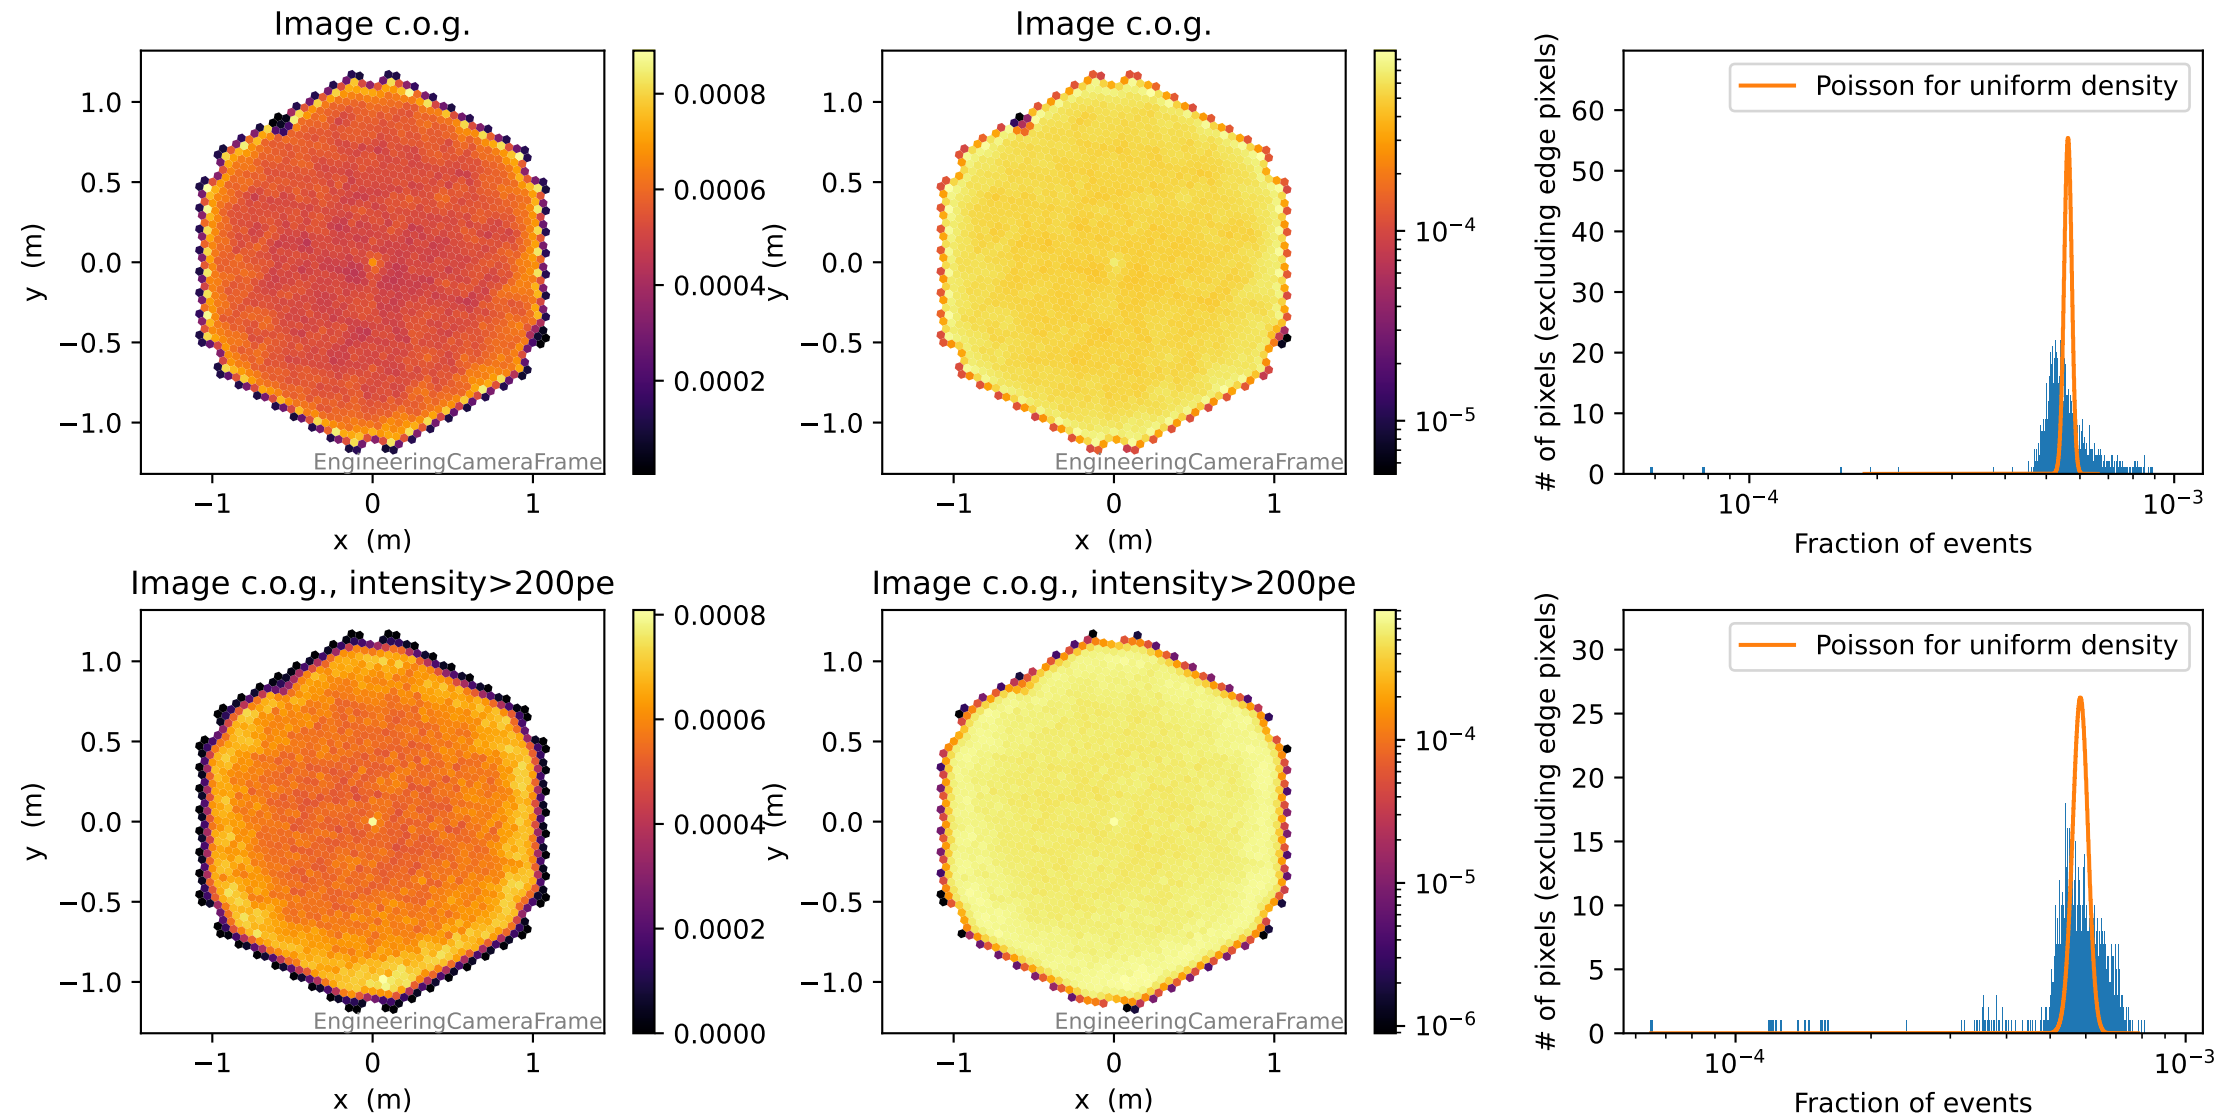 Image c.o.g.
1.0
0.5
0.0
−0.5
−1.0
y (m)
−1
0
1
x (m)
EngineeringCameraFrame
0.0008
0.0006
0.0004
0.0002
Image c.o.g.
1.0
0.5
0.0
−0.5
−1.0
y (m)
−1
0
1
x (m)
EngineeringCameraFrame
10⁻⁴
10⁻⁵
Poisson for uniform density
60
50
40
30
20
10
0
# of pixels (excluding edge pixels)
10⁻⁴
10⁻³
Fraction of events
Image c.o.g., intensity>200pe
1.0
0.5
0.0
−0.5
−1.0
y (m)
−1
0
1
x (m)
EngineeringCameraFrame
0.0008
0.0006
0.0004
0.0002
0.0000
Image c.o.g., intensity>200pe
1.0
0.5
0.0
−0.5
−1.0
y (m)
−1
0
1
x (m)
EngineeringCameraFrame
10⁻⁴
10⁻⁵
10⁻⁶
Poisson for uniform density
30
25
20
15
10
5
0
# of pixels (excluding edge pixels)
10⁻⁴
10⁻³
Fraction of events